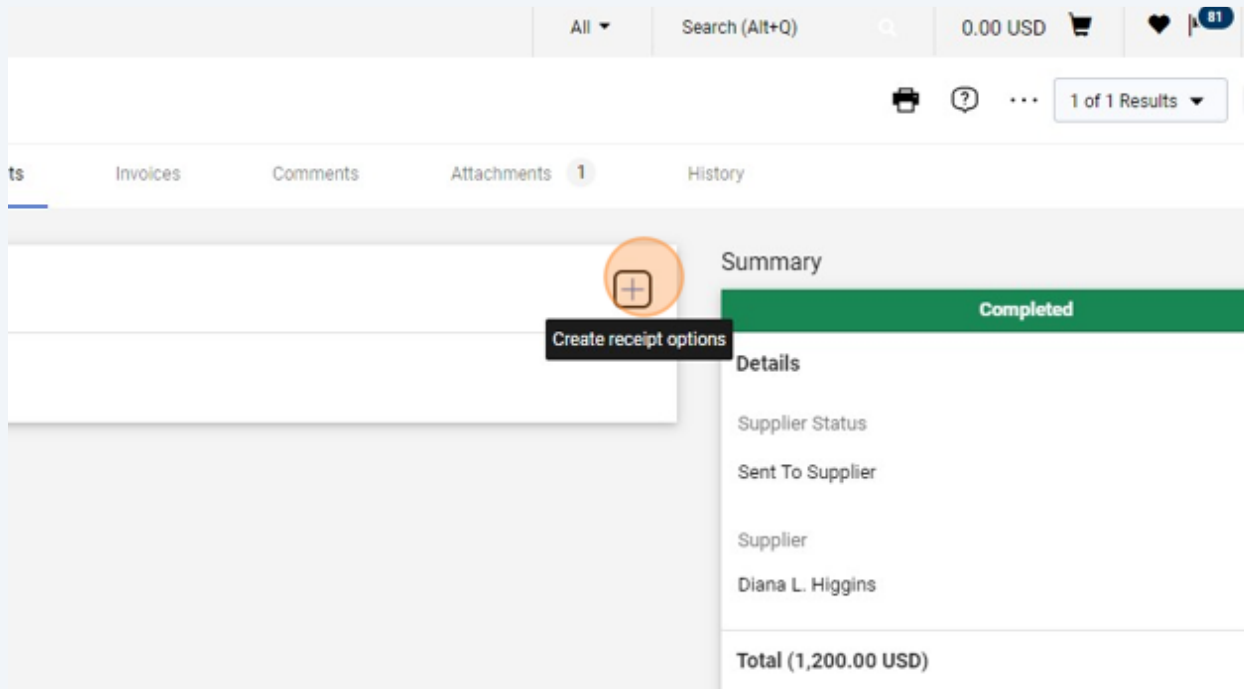 All Search (Alt+Q) 0.00 USD 81
? ... 1 of 1 Results
ts Invoices Comments Attachments 1 History
Summary
Completed
Create receipt options
Details
Supplier Status
Sent To Supplier
Supplier
Diana L. Higgins
Total (1,200.00 USD)